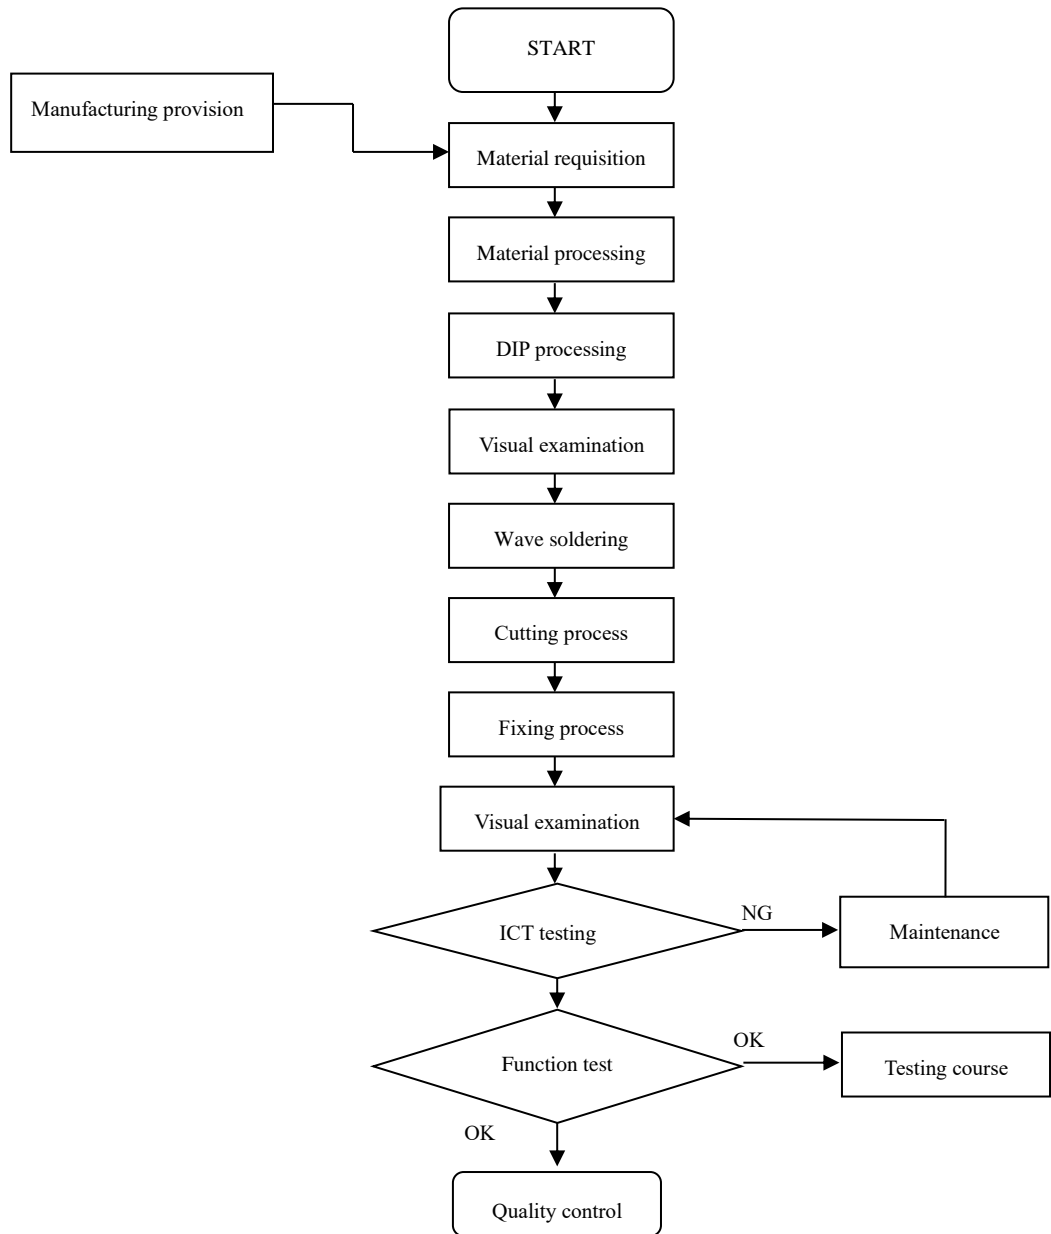 START
Manufacturing provision
Material requisition
Material processing
DIP processing
Visual examination
Wave soldering
Cutting process
Fixing process
Visual examination
ICT testing
NG
Maintenance
Function test
OK
Testing course
OK
Quality control